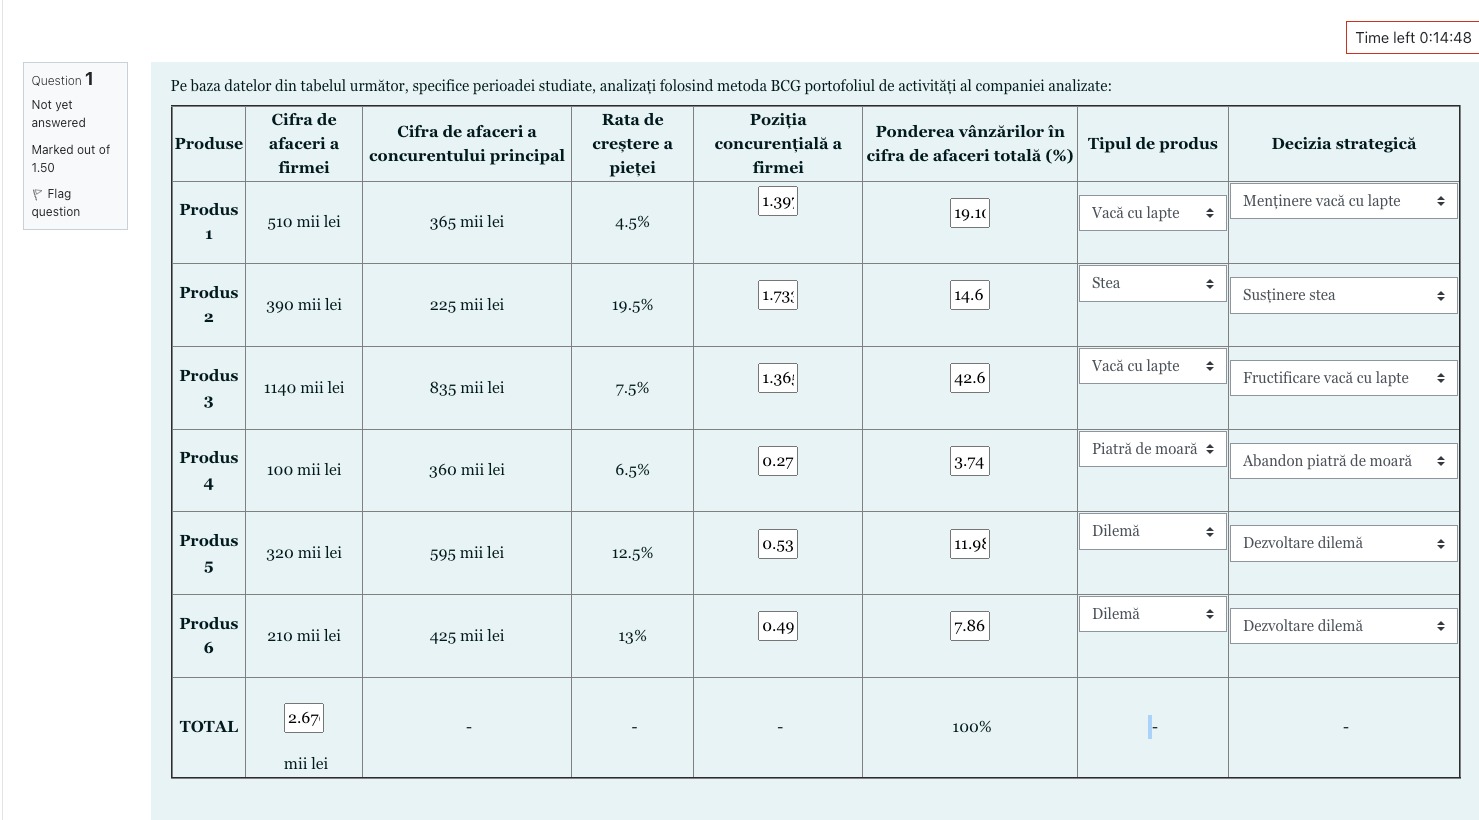 Time left 0:14:48
Question 1
Not yet
answered
Marked out of
1.50
Flag
question
Pe baza datelor din tabelul următor, specifice perioadei studiate, analizați folosind metoda BCG portofoliul de activități al companiei analizate:
Produse
Cifra de
afaceri a
firmei
Cifra de afaceri a
concurentului principal
Rata de
creștere a
pieței
Poziția
concurențială a
firmei
Ponderea vânzărilor în
cifra de afaceri totală (%)
Tipul de produs
Decizia strategică
Produs
1
510 mii lei
365 mii lei
4.5%
1.397
19.10
Vacă cu lapte
Menținere vacă cu lapte
Produs
2
390 mii lei
225 mii lei
19.5%
1.733
14.6
Stea
Susținere stea
Produs
3
1140 mii lei
835 mii lei
7.5%
1.365
42.6
Vacă cu lapte
Fructificare vacă cu lapte
Produs
4
100 mii lei
360 mii lei
6.5%
0.27
3.74
Piatră de moară
Abandon piatră de moară
Produs
5
320 mii lei
595 mii lei
12.5%
0.53
11.98
Dilemă
Dezvoltare dilemă
Produs
6
210 mii lei
425 mii lei
13%
0.49
7.86
Dilemă
Dezvoltare dilemă
TOTAL
2.67
mii lei
-
-
-
100%
-
-